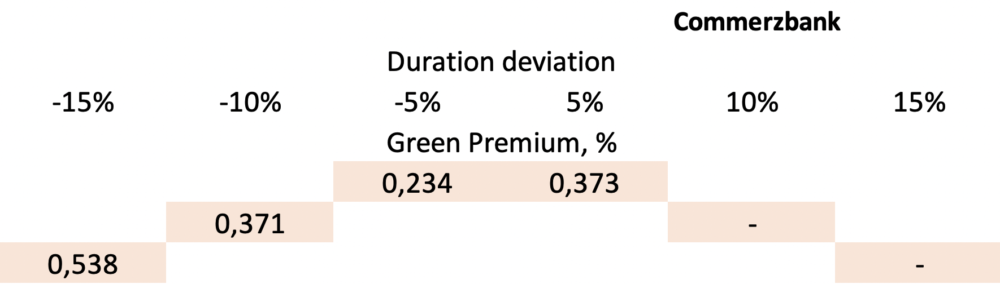 Commerzbank
Duration deviation
-15% -10% -5% 5% 10% 15%
Green Premium, %
0,234 0,373
0,371 -
0,538 -